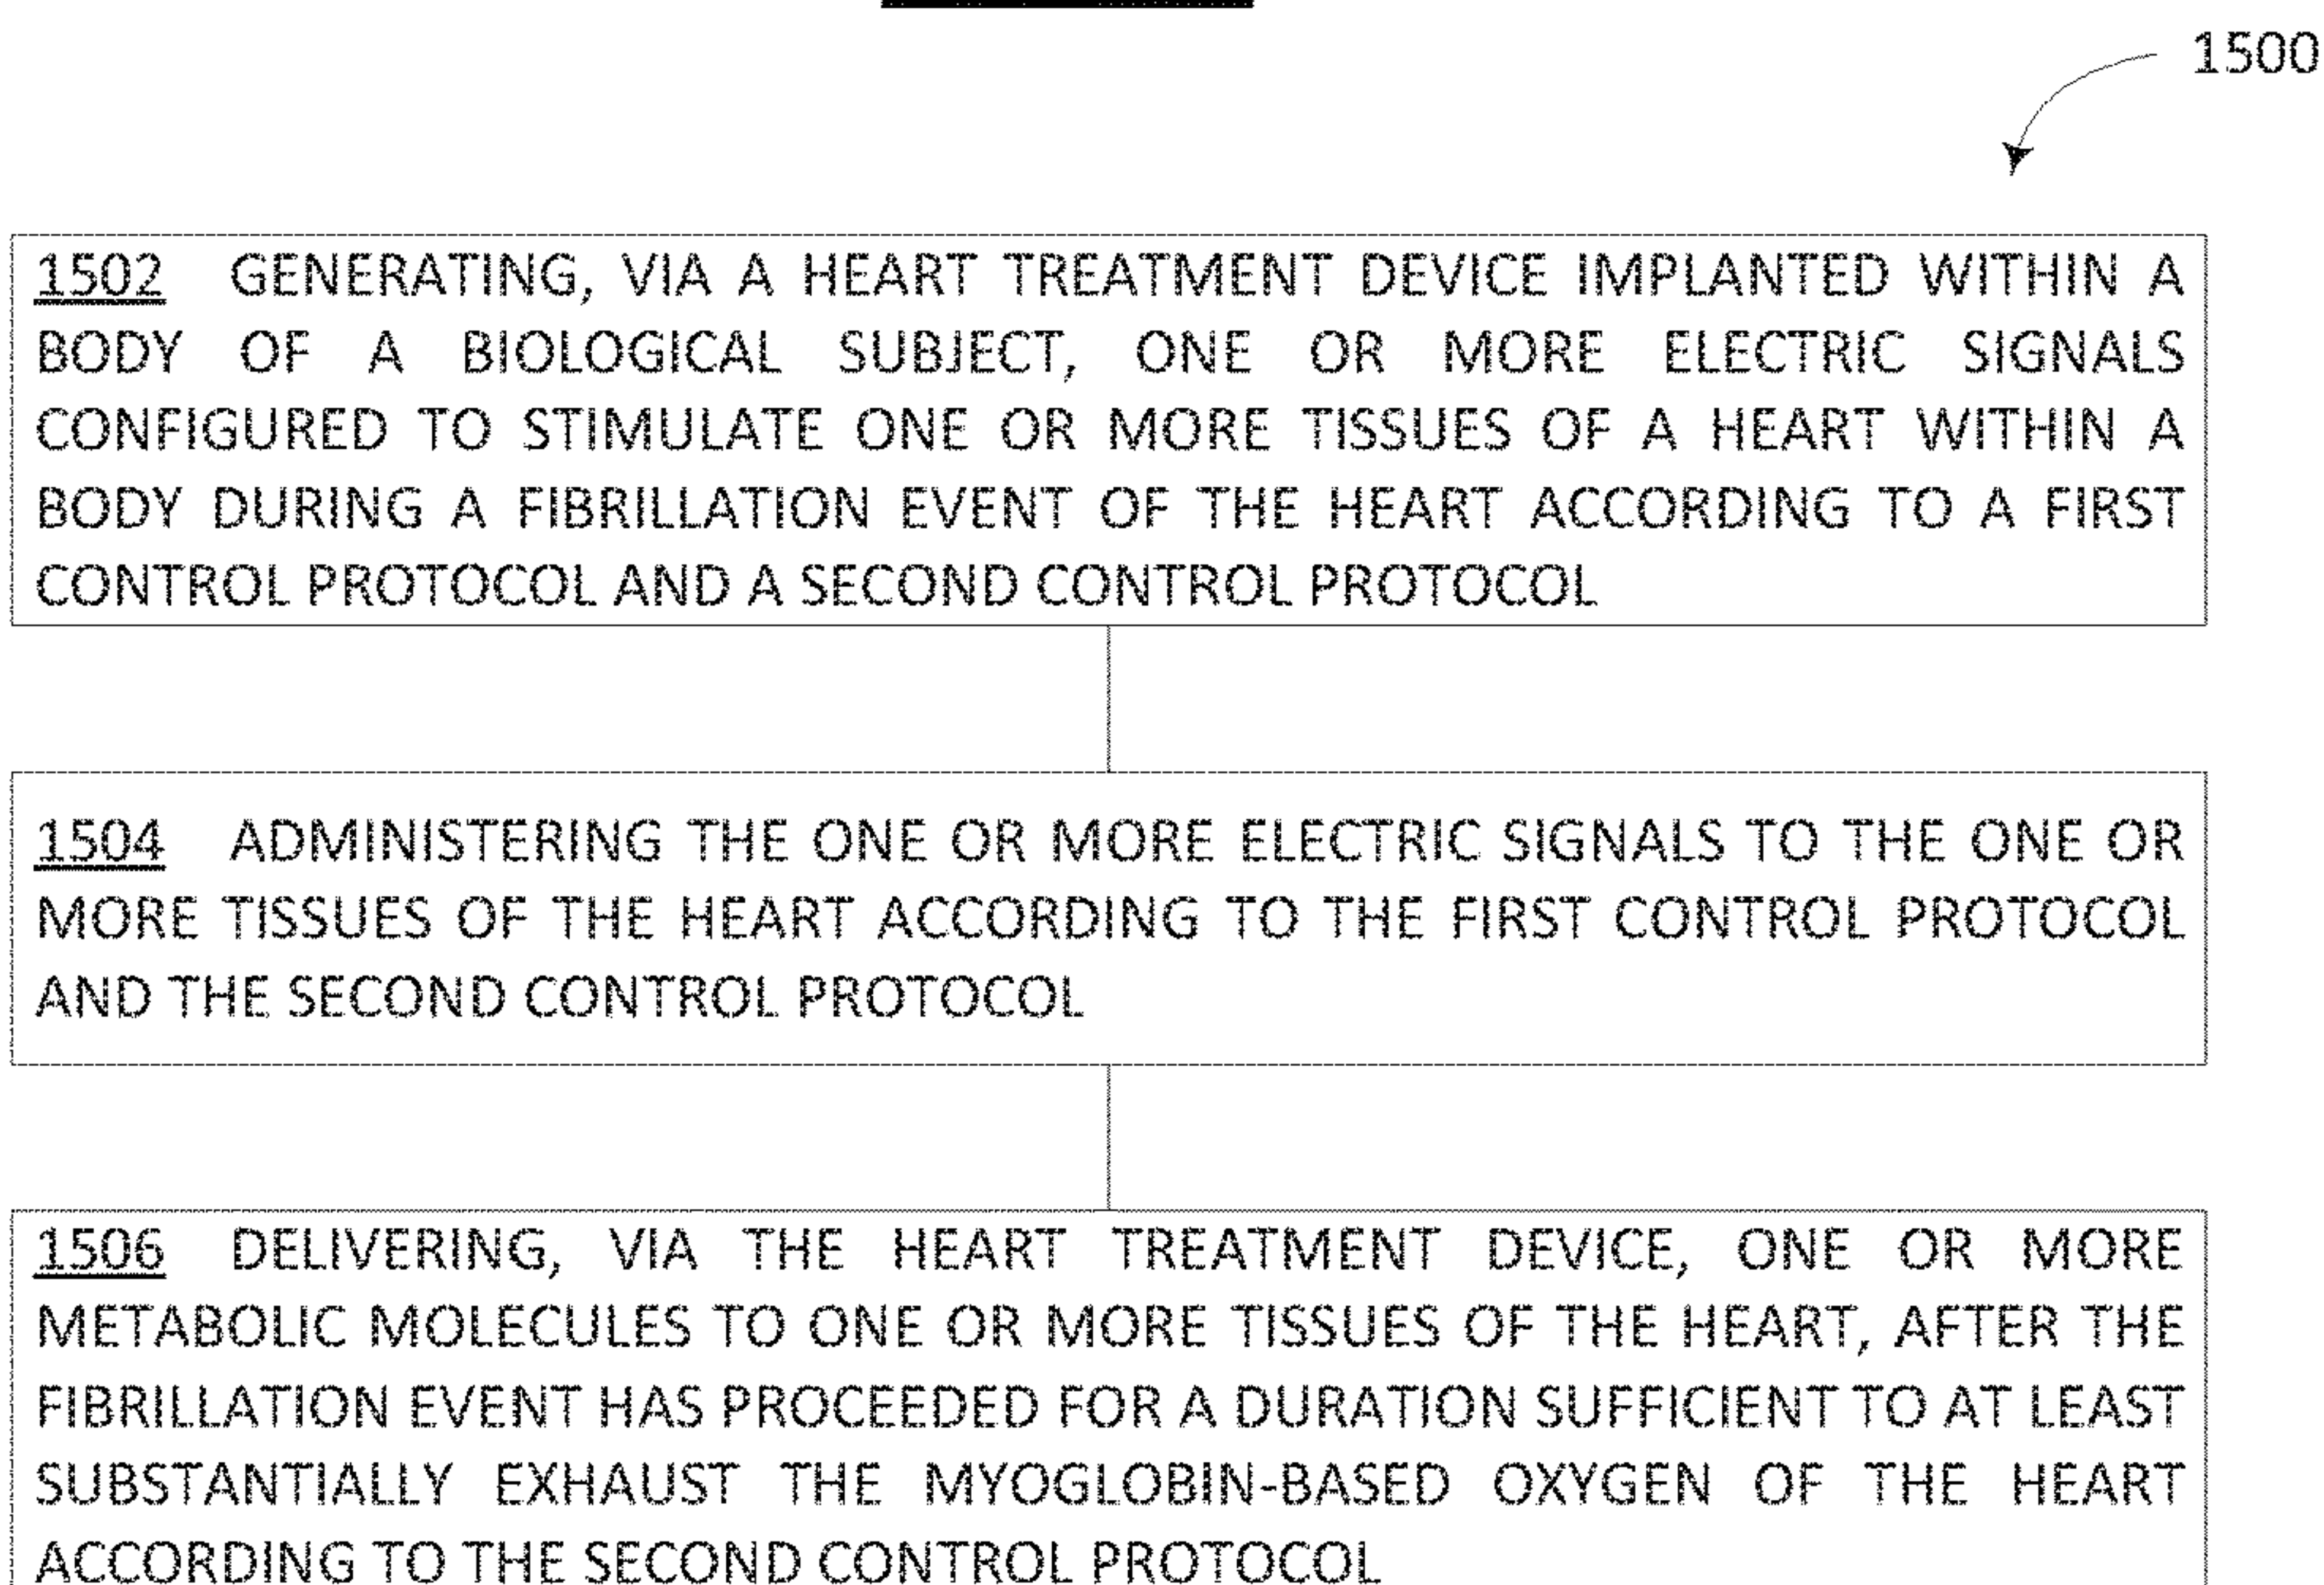 1500
1502 GENERATING, VIA A HEART TREATMENT DEVICE IMPLANTED WITHIN A
BODY OF A BIOLOGICAL SUBJECT, ONE OR MORE ELECTRIC SIGNALS
CONFIGURED TO STIMULATE ONE OR MORE TISSUES OF A HEART WITHIN A
BODY DURING A FIBRILLATION EVENT OF THE HEART ACCORDING TO A FIRST
CONTROL PROTOCOL AND A SECOND CONTROL PROTOCOL
1504 ADMINISTERING THE ONE OR MORE ELECTRIC SIGNALS TO THE ONE OR
MORE TISSUES OF THE HEART ACCORDING TO THE FIRST CONTROL PROTOCOL
AND THE SECOND CONTROL PROTOCOL
1506 DELIVERING, VIA THE HEART TREATMENT DEVICE, ONE OR MORE
METABOLIC MOLECULES TO ONE OR MORE TISSUES OF THE HEART, AFTER THE
FIBRILLATION EVENT HAS PROCEEDED FOR A DURATION SUFFICIENT TO AT LEAST
SUBSTANTIALLY EXHAUST THE MYOGLOBIN-BASED OXYGEN OF THE HEART
ACCORDING TO THE SECOND CONTROL PROTOCOL